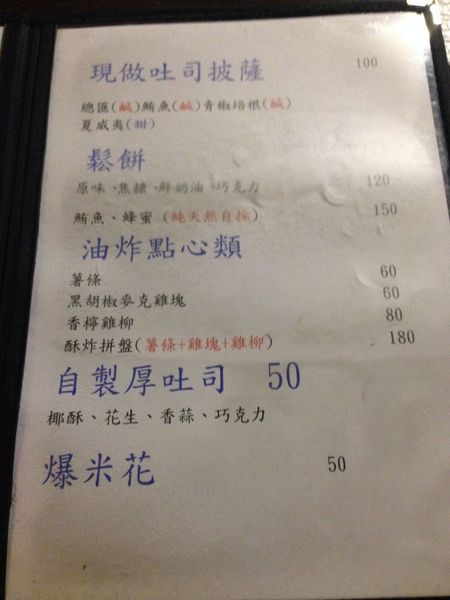 現做吐司披薩 100
總匯(鹹)鮪魚(鹹)青椒培根(鹹)
夏威夷(甜)
鬆餅
原味、焦糖、鮮奶油、巧克力 120
鮪魚、蜂蜜(純天然自採) 150
油炸點心類
薯條 60
黑胡椒麥克雞塊 60
香檸雞柳 80
酥炸拼盤(薯條+雞塊+雞柳) 180
自製厚吐司 50
椰酥、花生、香蒜、巧克力
爆米花 50